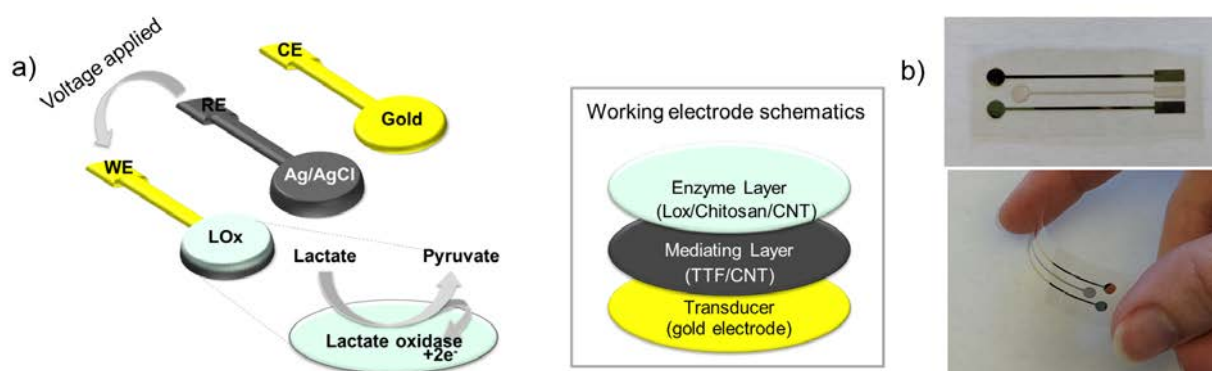 a)
Voltage applied
CE
Gold
RE
Ag/AgCl
WE
LOx
Lactate
Pyruvate
Lactate oxidase
+2e-
Working electrode schematics
Enzyme Layer
(Lox/Chitosan/CNT)
Mediating Layer
(TTF/CNT)
Transducer
(gold electrode)
b)